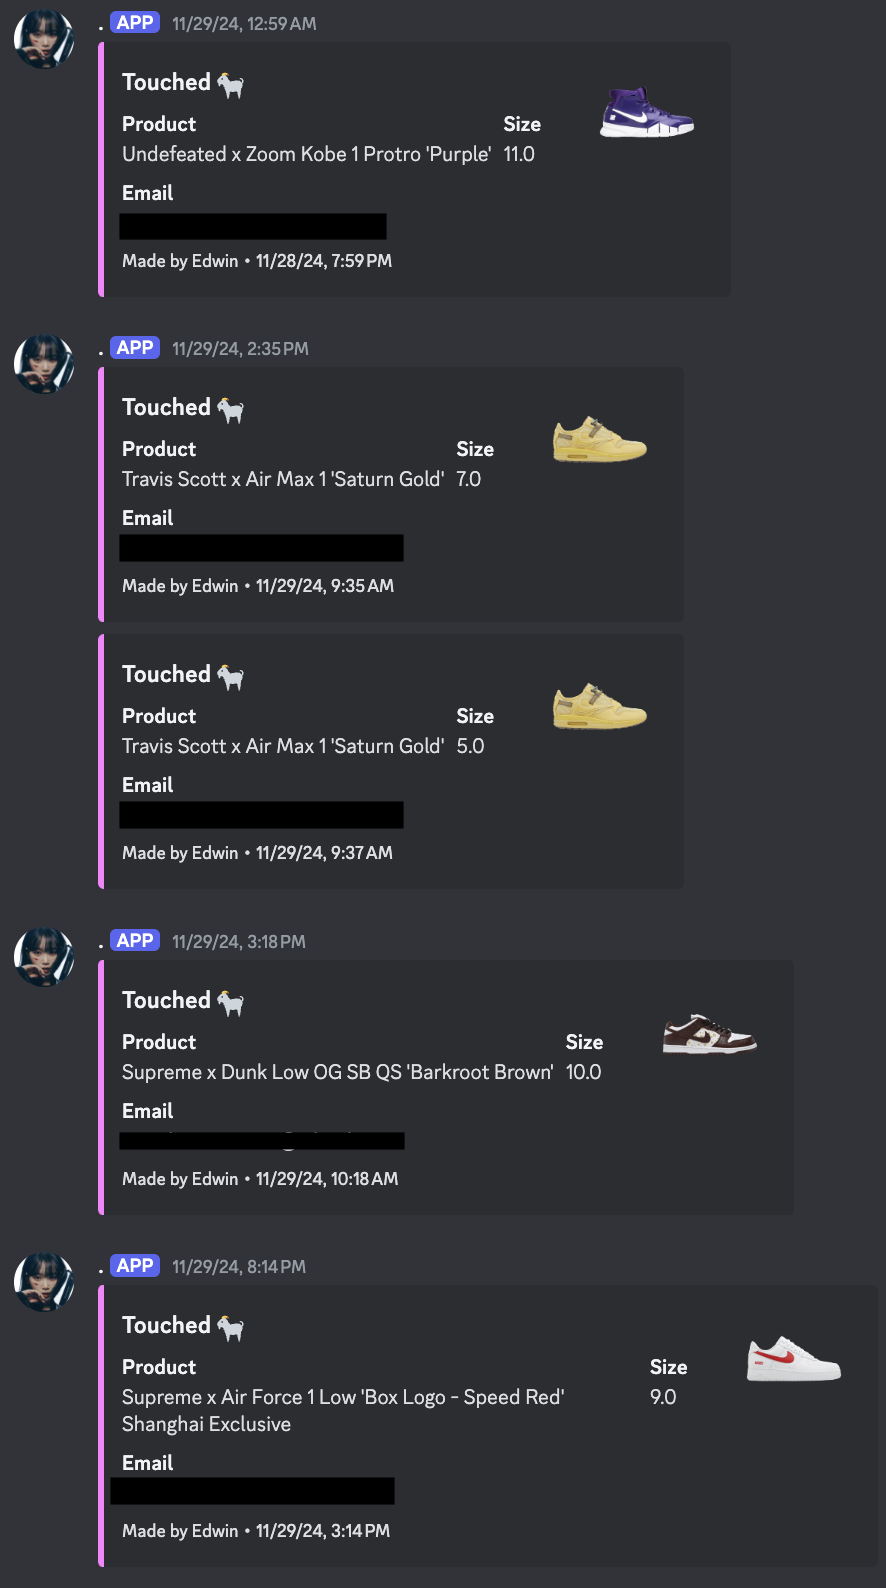 . APP 11/29/24, 12:59 AM
Touched 🐐
Product Size
Undefeated x Zoom Kobe 1 Protro 'Purple' 11.0
Email
Made by Edwin • 11/28/24, 7:59 PM
. APP 11/29/24, 2:35 PM
Touched 🐐
Product Size
Travis Scott x Air Max 1 'Saturn Gold' 7.0
Email
Made by Edwin • 11/29/24, 9:35 AM
Touched 🐐
Product Size
Travis Scott x Air Max 1 'Saturn Gold' 5.0
Email
Made by Edwin • 11/29/24, 9:37 AM
. APP 11/29/24, 3:18 PM
Touched 🐐
Product Size
Supreme x Dunk Low OG SB QS 'Barkroot Brown' 10.0
Email
Made by Edwin • 11/29/24, 10:18 AM
. APP 11/29/24, 8:14 PM
Touched 🐐
Product Size
Supreme x Air Force 1 Low 'Box Logo - Speed Red' 9.0
Shanghai Exclusive
Email
Made by Edwin • 11/29/24, 3:14 PM